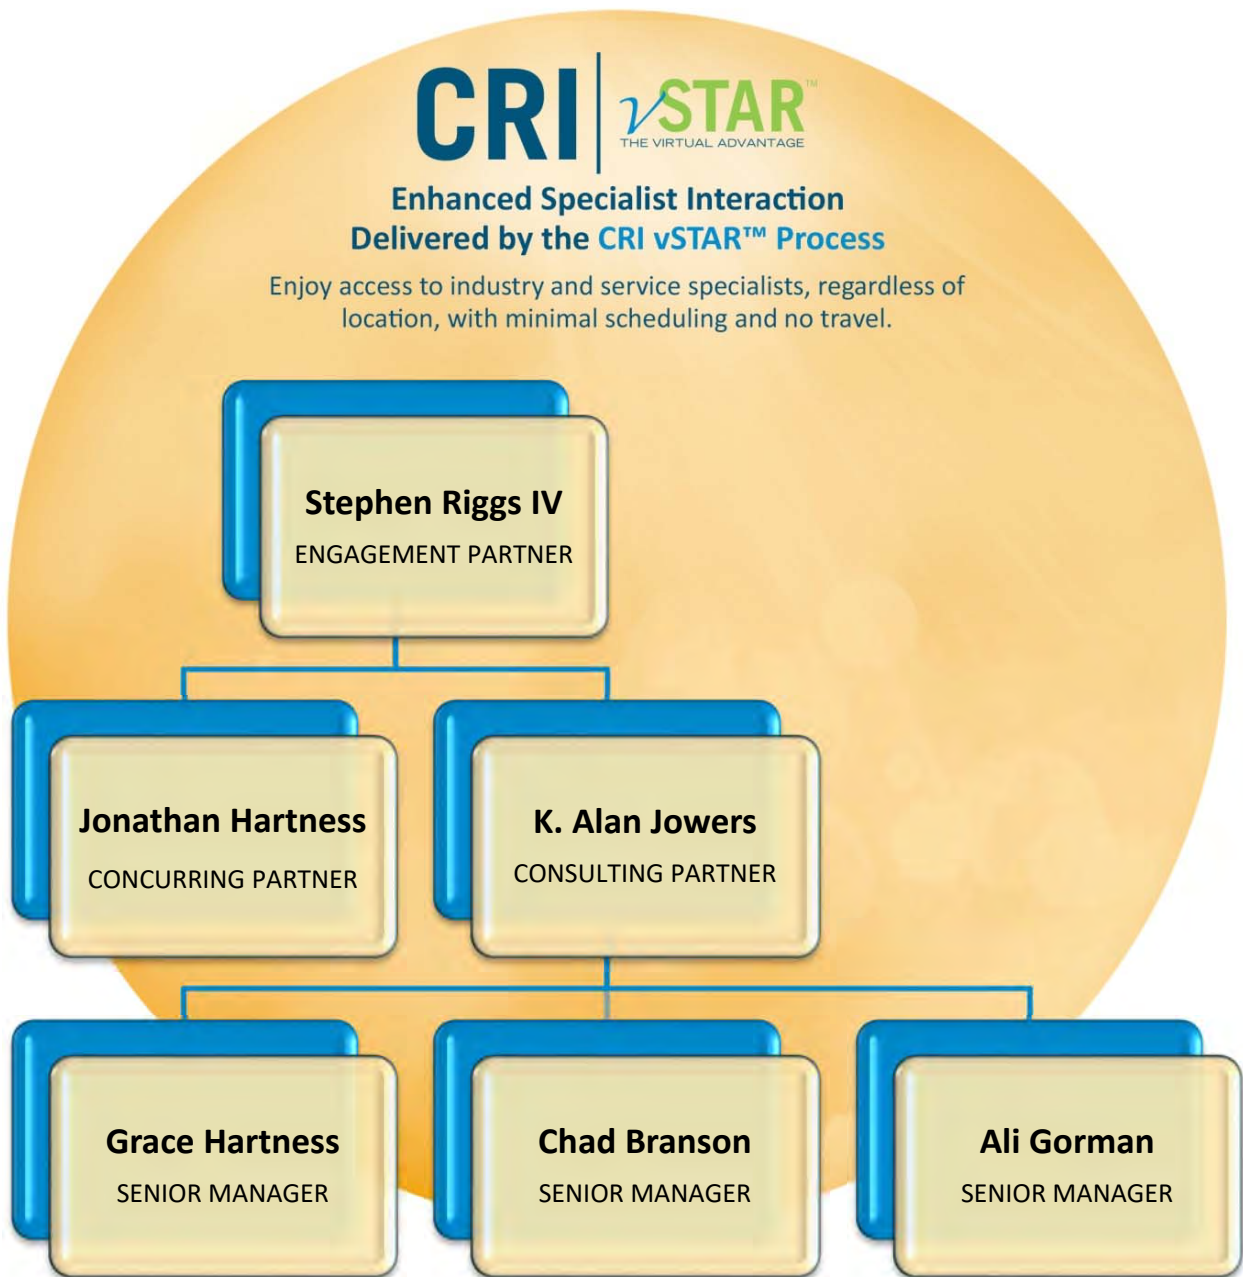 CRI
vSTAR™
THE VIRTUAL ADVANTAGE
Enhanced Specialist Interaction
Delivered by the CRI vSTAR™ Process
Enjoy access to industry and service specialists, regardless of
location, with minimal scheduling and no travel.
Stephen Riggs IV
ENGAGEMENT PARTNER
Jonathan Hartness
CONCURRING PARTNER
K. Alan Jowers
CONSULTING PARTNER
Grace Hartness
SENIOR MANAGER
Chad Branson
SENIOR MANAGER
Ali Gorman
SENIOR MANAGER